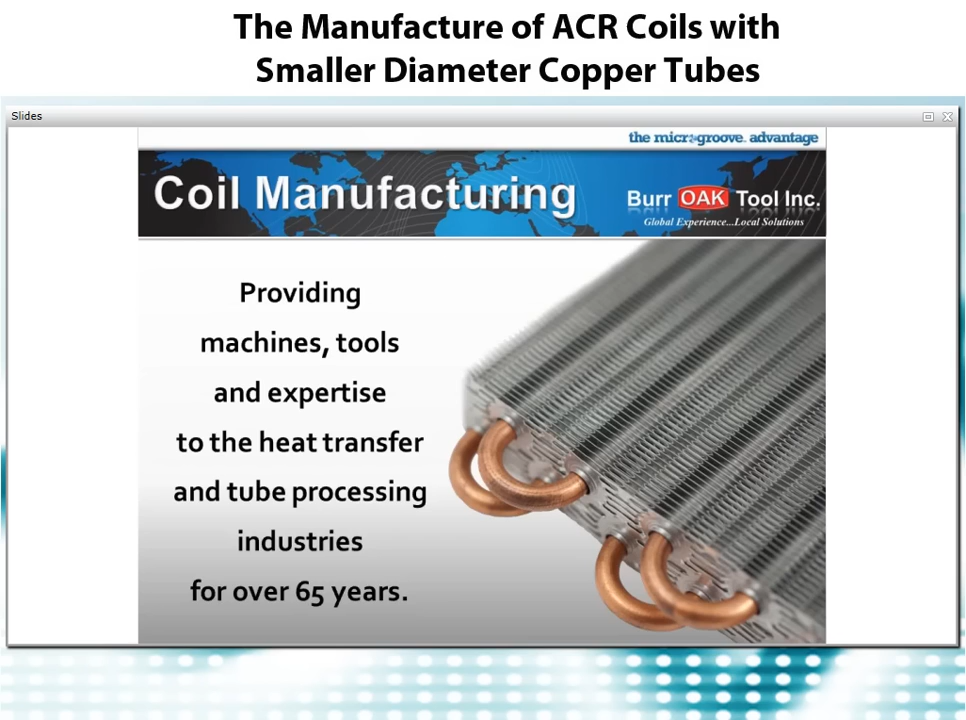 The Manufacture of ACR Coils with
Smaller Diameter Copper Tubes
Slides
the microgroove™ advantage
Coil Manufacturing
Burr OAK Tool Inc.
Global Experience...Local Solutions
Providing
machines, tools
and expertise
to the heat transfer
and tube processing
industries
for over 65 years.